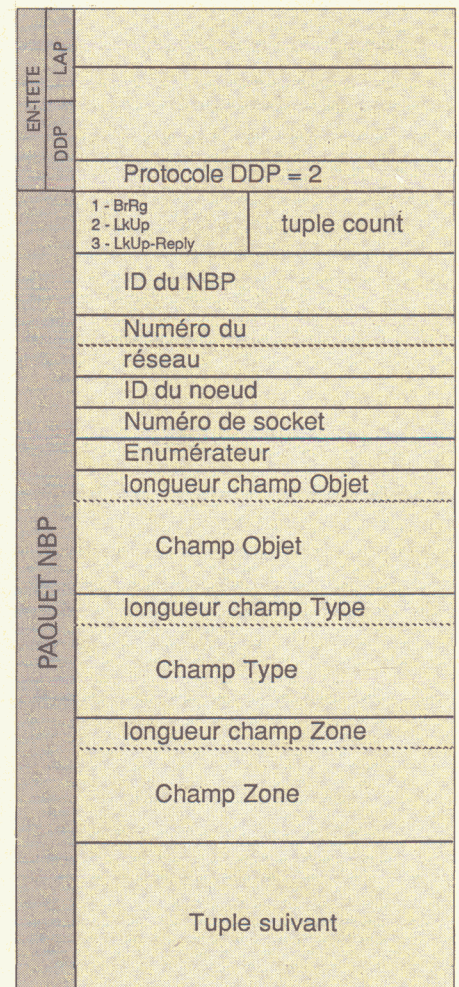 EN-TETE
LAP
DDP
Protocole DDP = 2
1 - BrRg
2 - LkUp
3 - LkUp-Reply
tuple count
ID du NBP
Numéro du
réseau
ID du noeud
Numéro de socket
Enumérateur
longueur champ Objet
PAQUET NBP
Champ Objet
longueur champ Type
Champ Type
longueur champ Zone
Champ Zone
Tuple suivant